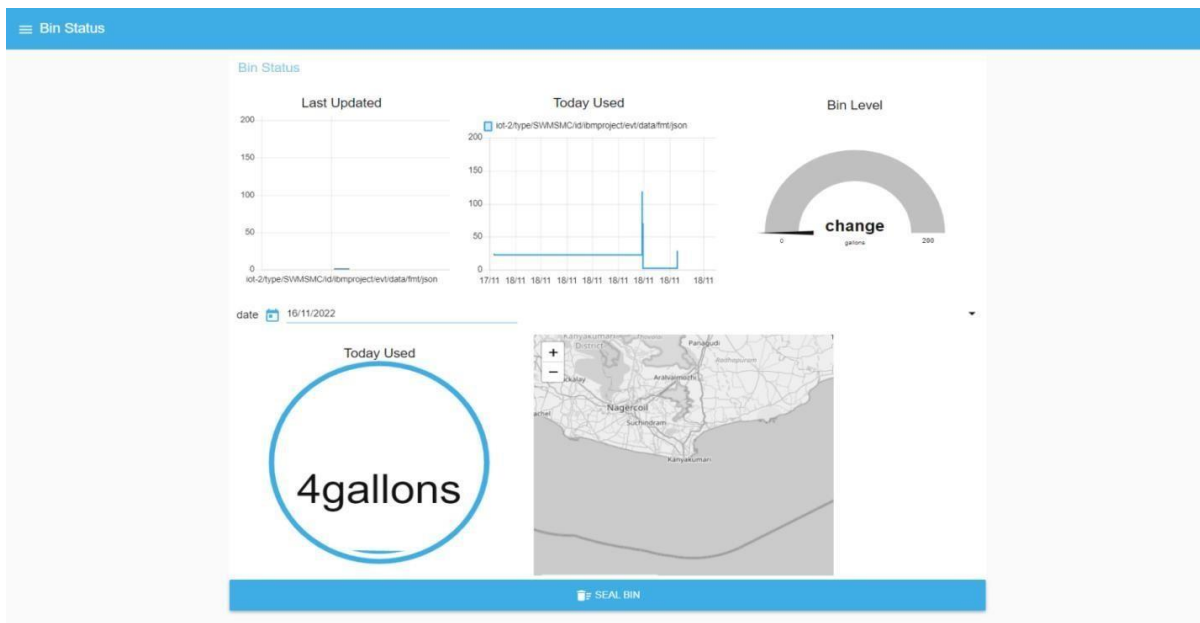 Bin Status
Bin Status
Last Updated
200
150
100
50
0
iot-2/type/SWMSMC/id/ibmproject/evt/data/fmt/json
Today Used
iot-2/type/SWMSMC/id/ibmproject/evt/data/fmt/json
200
150
100
50
0
17/11 18/11 18/11 18/11 18/11 18/11 18/11 18/11 18/11
Bin Level
change
0 gallons 200
date 16/11/2022
Today Used
4gallons
+
−
Kanyakumari
District
Panagudi
Radhapuram
Aralvaimozhi
Nagercoil
Suchindram
Kanyakumari
SEAL BIN